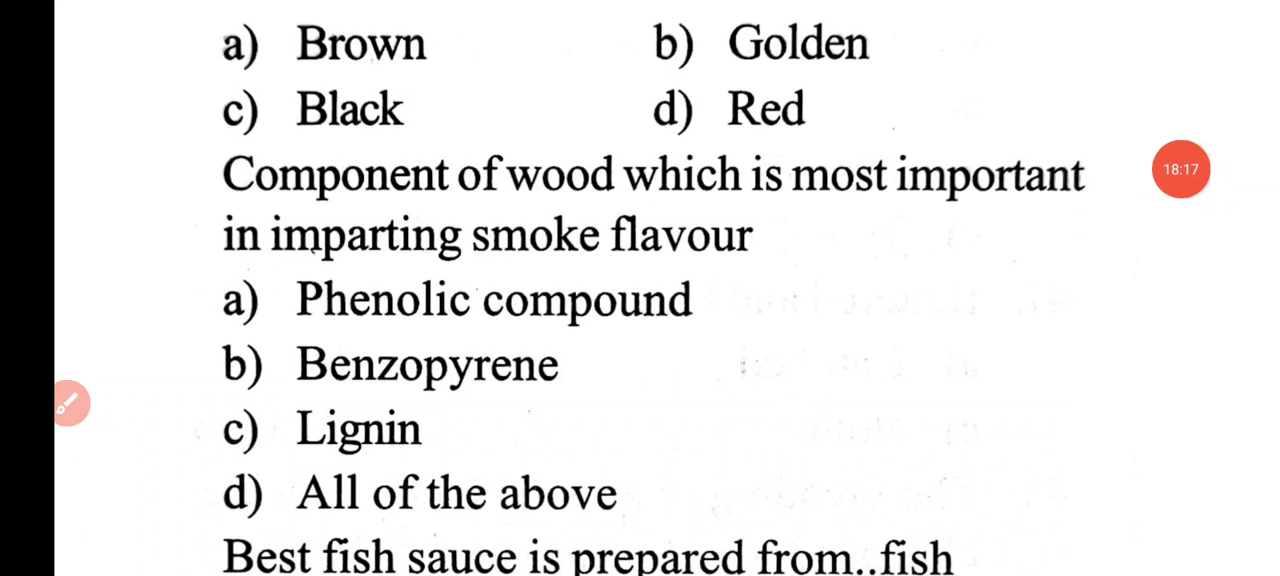 a) Brown b) Golden
c) Black d) Red
Component of wood which is most important
in imparting smoke flavour
a) Phenolic compound
b) Benzopyrene
c) Lignin
d) All of the above
Best fish sauce is prepared from..fish
18:17